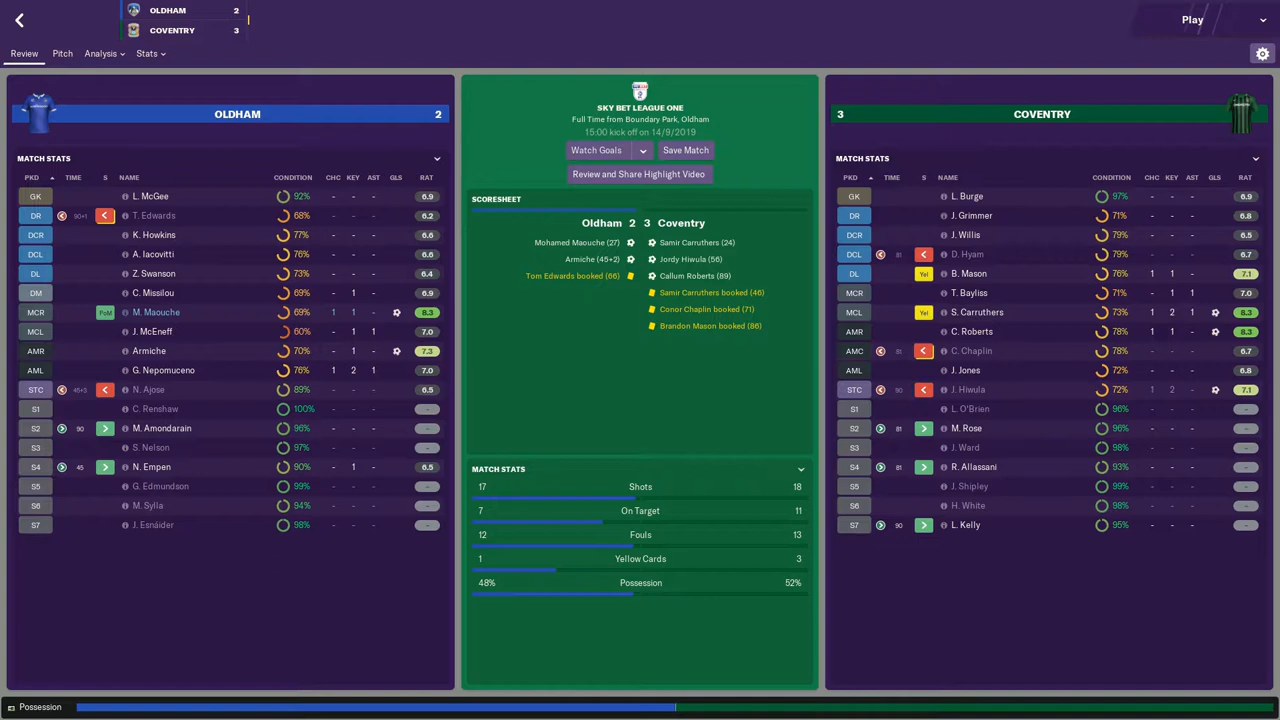 OLDHAM 2
COVENTRY 3
Play
Review Pitch Analysis Stats
OLDHAM 2
MATCH STATS
PKD TIME S NAME CONDITION CHC KEY AST GLS RAT
GK L. McGee 92% - - - 6.9
DR 90+1 T. Edwards 68% - - - 6.2
DCR K. Howkins 77% - - - 6.6
DCL A. Iacovitti 76% - - - 6.6
DL Z. Swanson 73% - - - 6.4
DM C. Missilou 69% - 1 - 6.9
MCR PoM M. Maouche 69% 1 1 - 8.3
MCL J. McEneff 60% - 1 1 7.0
AMR Armiche 70% - 1 - 7.3
AML G. Nepomuceno 76% 1 2 1 7.0
STC 45+3 N. Ajose 89% - - - 6.5
S1 C. Renshaw 100% - - - -
S2 90 M. Amondarain 96% - - - -
S3 S. Nelson 97% - - - -
S4 45 N. Empen 90% - 1 - 6.5
S5 G. Edmundson 99% - - - -
S6 M. Sylla 94% - - - -
S7 J. Esnáider 98% - - - -
SKY BET LEAGUE ONE
Full Time from Boundary Park, Oldham
15:00 kick off on 14/9/2019
Watch Goals Save Match
Review and Share Highlight Video
SCORESHEET
Oldham 2 3 Coventry
Mohamed Maouche (27) Samir Carruthers (24)
Armiche (45+2) Jordy Hiwula (56)
Tom Edwards booked (66) Callum Roberts (89)
Samir Carruthers booked (46)
Conor Chaplin booked (71)
Brandon Mason booked (86)
MATCH STATS
17 Shots 18
7 On Target 11
12 Fouls 13
1 Yellow Cards 3
48% Possession 52%
3 COVENTRY
MATCH STATS
PKD TIME S NAME CONDITION CHC KEY AST GLS RAT
GK L. Burge 97% - - - 6.9
DR J. Grimmer 71% - - - 6.8
DCR J. Willis 79% - - - 6.5
DCL 81 D. Hyam 79% - - - 6.7
DL Yel B. Mason 76% 1 1 - 7.1
MCR T. Bayliss 71% - 1 1 7.0
MCL Yel S. Carruthers 73% 1 2 1 8.3
AMR C. Roberts 78% 1 1 - 8.3
AMC 81 C. Chaplin 78% - - - 6.7
AML J. Jones 72% - - - 6.8
STC 90 J. Hiwula 72% 1 2 - 7.1
S1 L. O'Brien 96% - - - -
S2 81 M. Rose 96% - - - -
S3 J. Ward 98% - - - -
S4 81 R. Allassani 93% - - - -
S5 J. Shipley 99% - - - -
S6 H. White 98% - - - -
S7 90 L. Kelly 95% - - - -
Possession